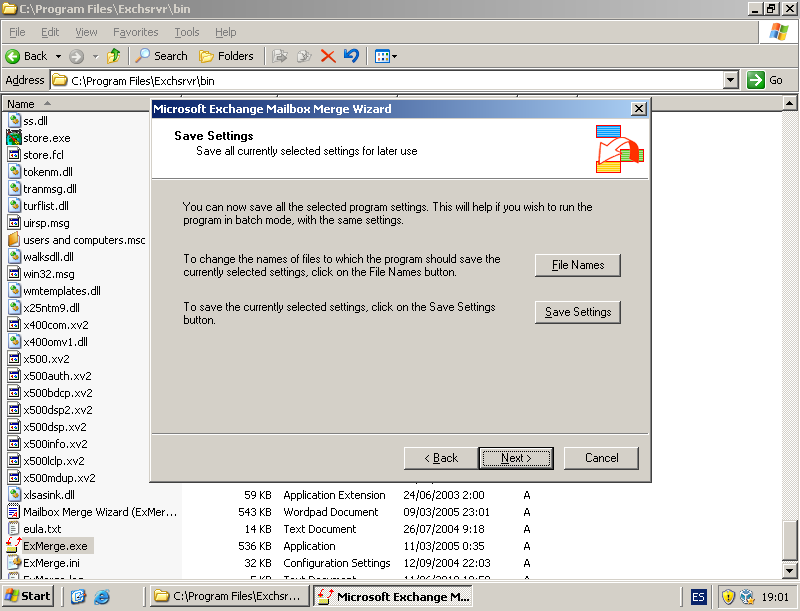 C:\Program Files\Exchsrvr\bin
File Edit View Favorites Tools Help
Back Search Folders
Address C:\Program Files\Exchsrvr\bin Go
Name
Microsoft Exchange Mailbox Merge Wizard
Save Settings
Save all currently selected settings for later use
You can now save all the selected program settings. This will help if you wish to run the
program in batch mode, with the same settings.
To change the names of files to which the program should save the
currently selected settings, click on the File Names button.
File Names
To save the currently selected settings, click on the Save Settings
button.
Save Settings
< Back Next > Cancel
ss.dll
store.exe
store.fcl
tokenm.dll
tranmsg.dll
turflist.dll
uirsp.msg
users and computers.msc
walksdll.dll
win32.msg
wmtemplates.dll
x25ntm9.dll
x400com.xv2
x400omv1.dll
x500.xv2
x500auth.xv2
x500bdcp.xv2
x500dsp2.xv2
x500dsp.xv2
x500info.xv2
x500lclp.xv2
x500mdup.xv2
xlsasink.dll 59 KB Application Extension 24/06/2003 2:00 A
Mailbox Merge Wizard (ExMer... 543 KB Wordpad Document 09/03/2005 23:01 A
eula.txt 14 KB Text Document 26/07/2004 9:18 A
ExMerge.exe 536 KB Application 11/03/2005 0:35 A
ExMerge.ini 32 KB Configuration Settings 12/09/2004 22:03 A
Start C:\Program Files\Exchsr... Microsoft Exchange M... ES 19:01